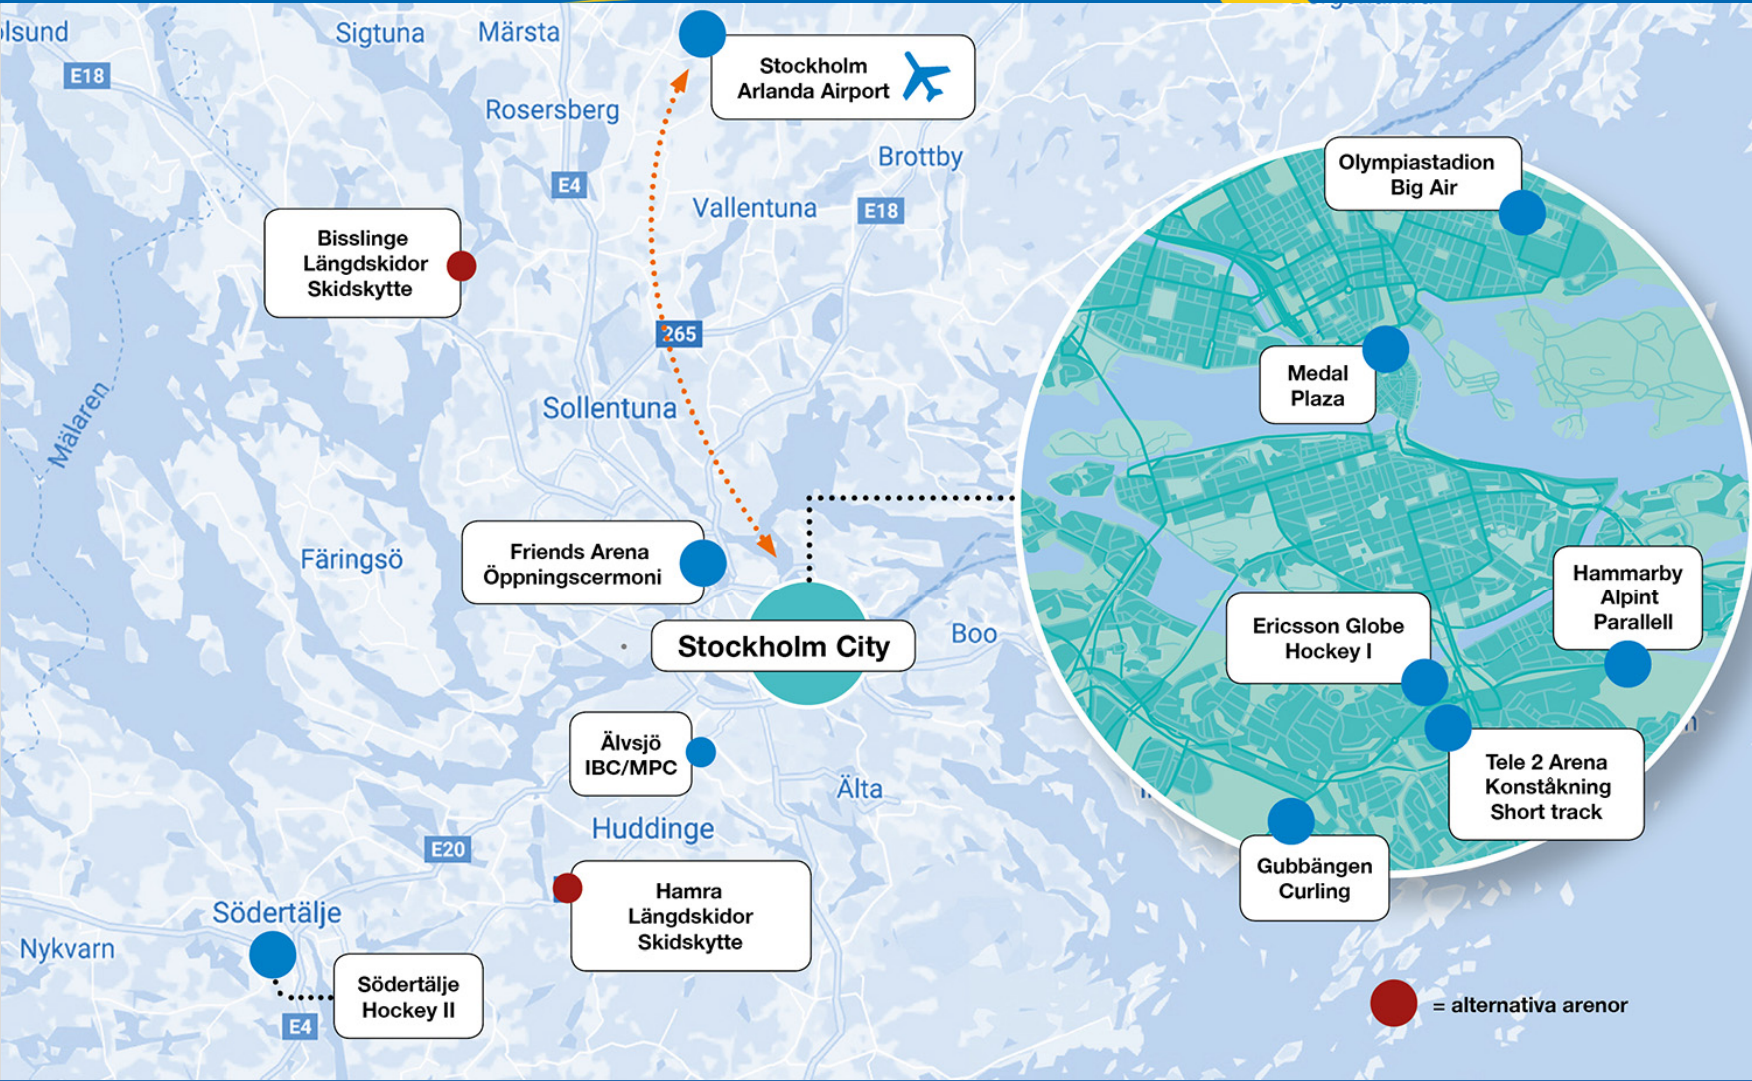 Sigtuna
Märsta
E18
Stockholm
Arlanda Airport
Rosersberg
E4
Brottby
Vallentuna
E18
Bisslinge
Längdskidor
Skidskytte
265
Mälaren
Sollentuna
Friends Arena
Öppningscermoni
Färingsö
Stockholm City
Boo
Älvsjö
IBC/MPC
Älta
Huddinge
E20
Hamra
Längdskidor
Skidskytte
Södertälje
Nykvarn
Södertälje
Hockey II
E4
Olympiastadion
Big Air
Medal
Plaza
Hammarby
Alpint
Parallell
Ericsson Globe
Hockey I
Tele 2 Arena
Konståkning
Short track
Gubbängen
Curling
= alternativa arenor